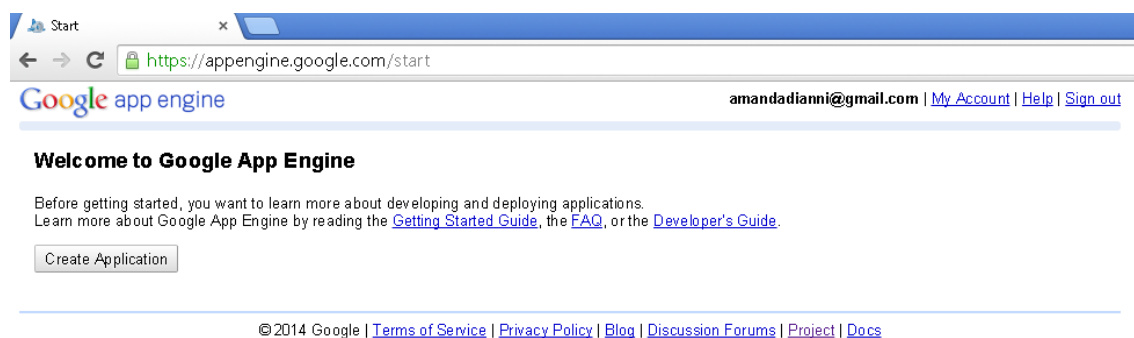 Start
https://appengine.google.com/start
Google app engine
amandadianni@gmail.com | My Account | Help | Sign out
Welcome to Google App Engine
Before getting started, you want to learn more about developing and deploying applications.
Learn more about Google App Engine by reading the Getting Started Guide, the FAQ, or the Developer's Guide.
Create Application
© 2014 Google | Terms of Service | Privacy Policy | Blog | Discussion Forums | Project | Docs